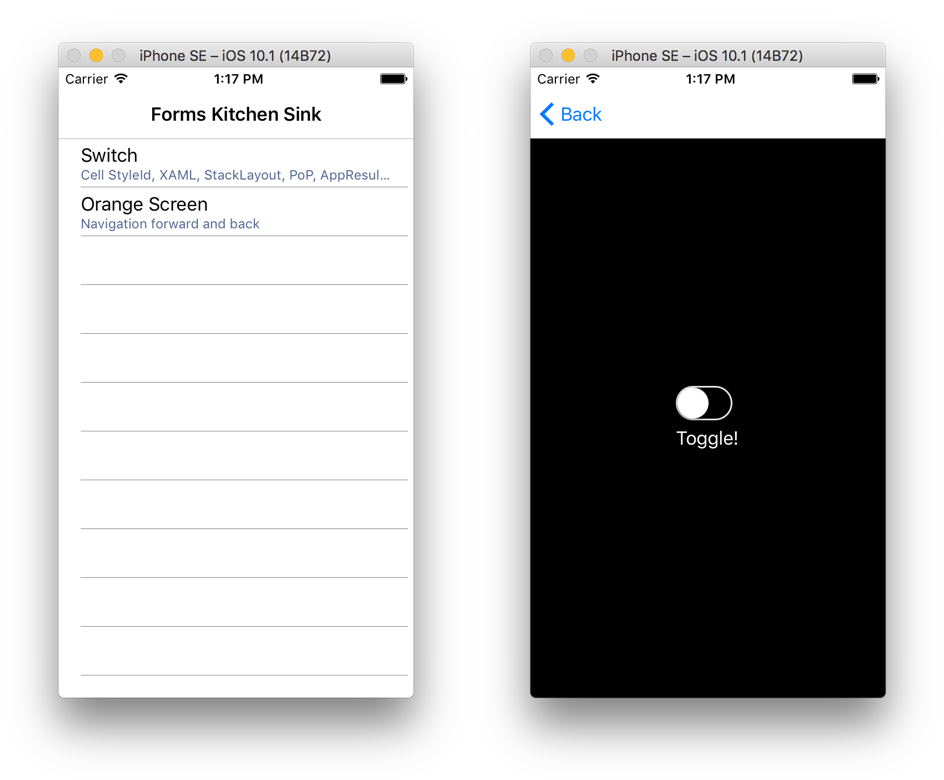 iPhone SE – iOS 10.1 (14B72)
Carrier 1:17 PM
Forms Kitchen Sink
Switch
Cell StyleId, XAML, StackLayout, PoP, AppResul...
Orange Screen
Navigation forward and back
iPhone SE – iOS 10.1 (14B72)
Carrier 1:17 PM
Back
Toggle!